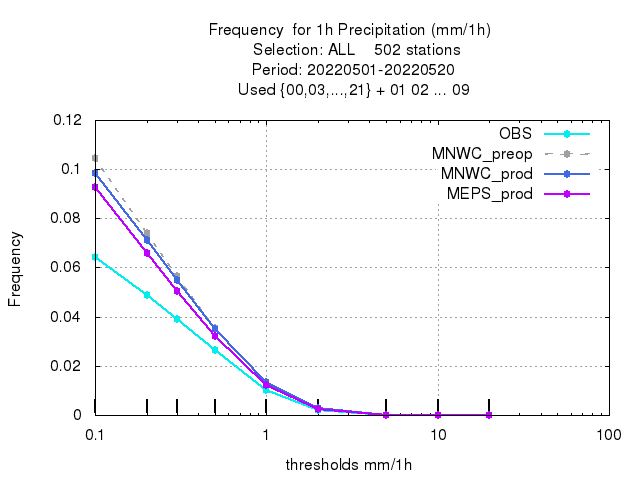 Frequency  for 1h Precipitation (mm/1h)
Selection: ALL    502 stations
Period: 20220501-20220520
Used {00,03,...,21} + 01 02 ... 09
OBS
MNWC_preop
MNWC_prod
MEPS_prod
0.12
0.1
0.08
0.06
0.04
0.02
0
Frequency
0.1 1 10 100
thresholds mm/1h